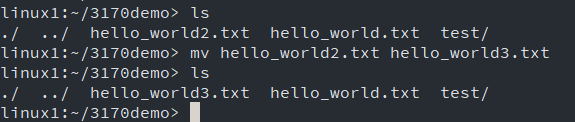 linux1:~/3170demo> ls
./  ../  hello_world2.txt  hello_world.txt  test/
linux1:~/3170demo> mv hello_world2.txt hello_world3.txt
linux1:~/3170demo> ls
./  ../  hello_world3.txt  hello_world.txt  test/
linux1:~/3170demo>